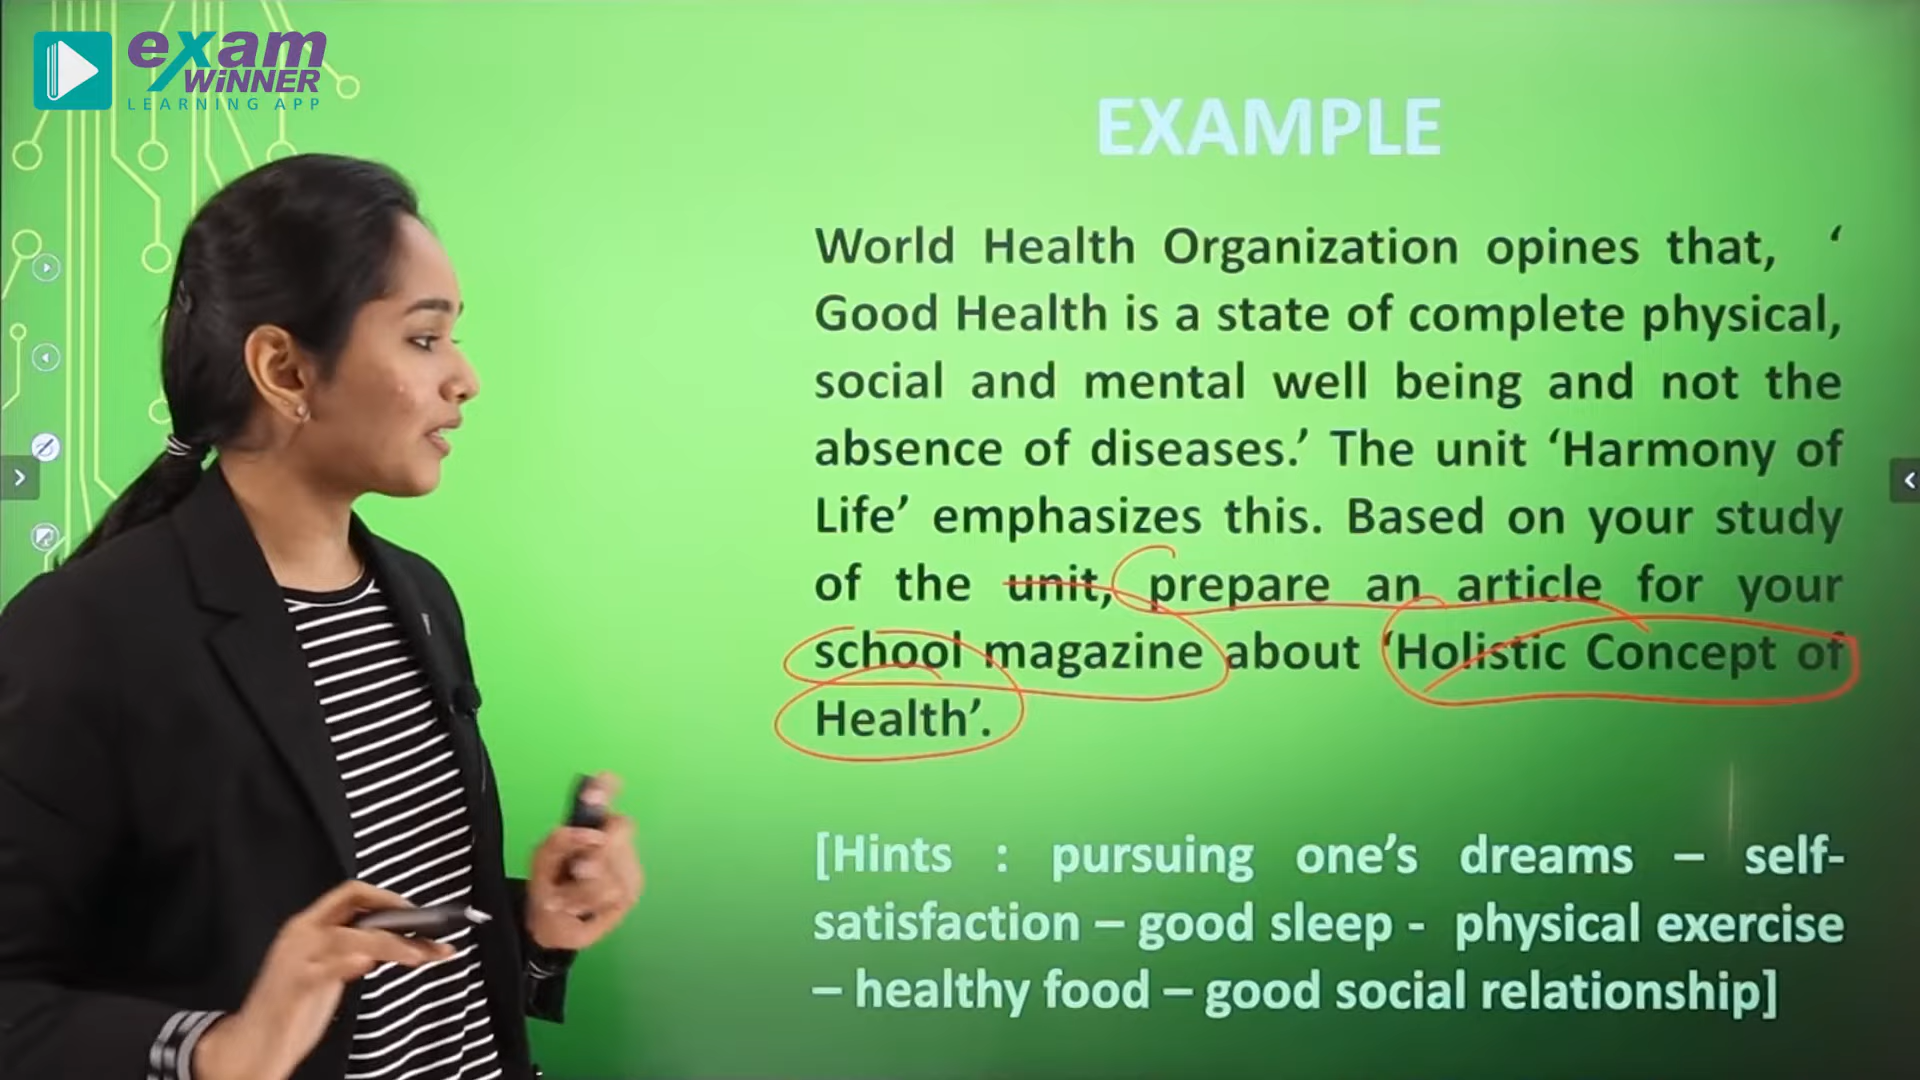 exam
WiNNER
LEARNING APP
EXAMPLE
World Health Organization opines that, ‘
Good Health is a state of complete physical,
social and mental well being and not the
absence of diseases.’ The unit ‘Harmony of
Life’ emphasizes this. Based on your study
of the unit, prepare an article for your
school magazine about ‘Holistic Concept of
Health’.
[Hints : pursuing one’s dreams – self-
satisfaction – good sleep - physical exercise
– healthy food – good social relationship]